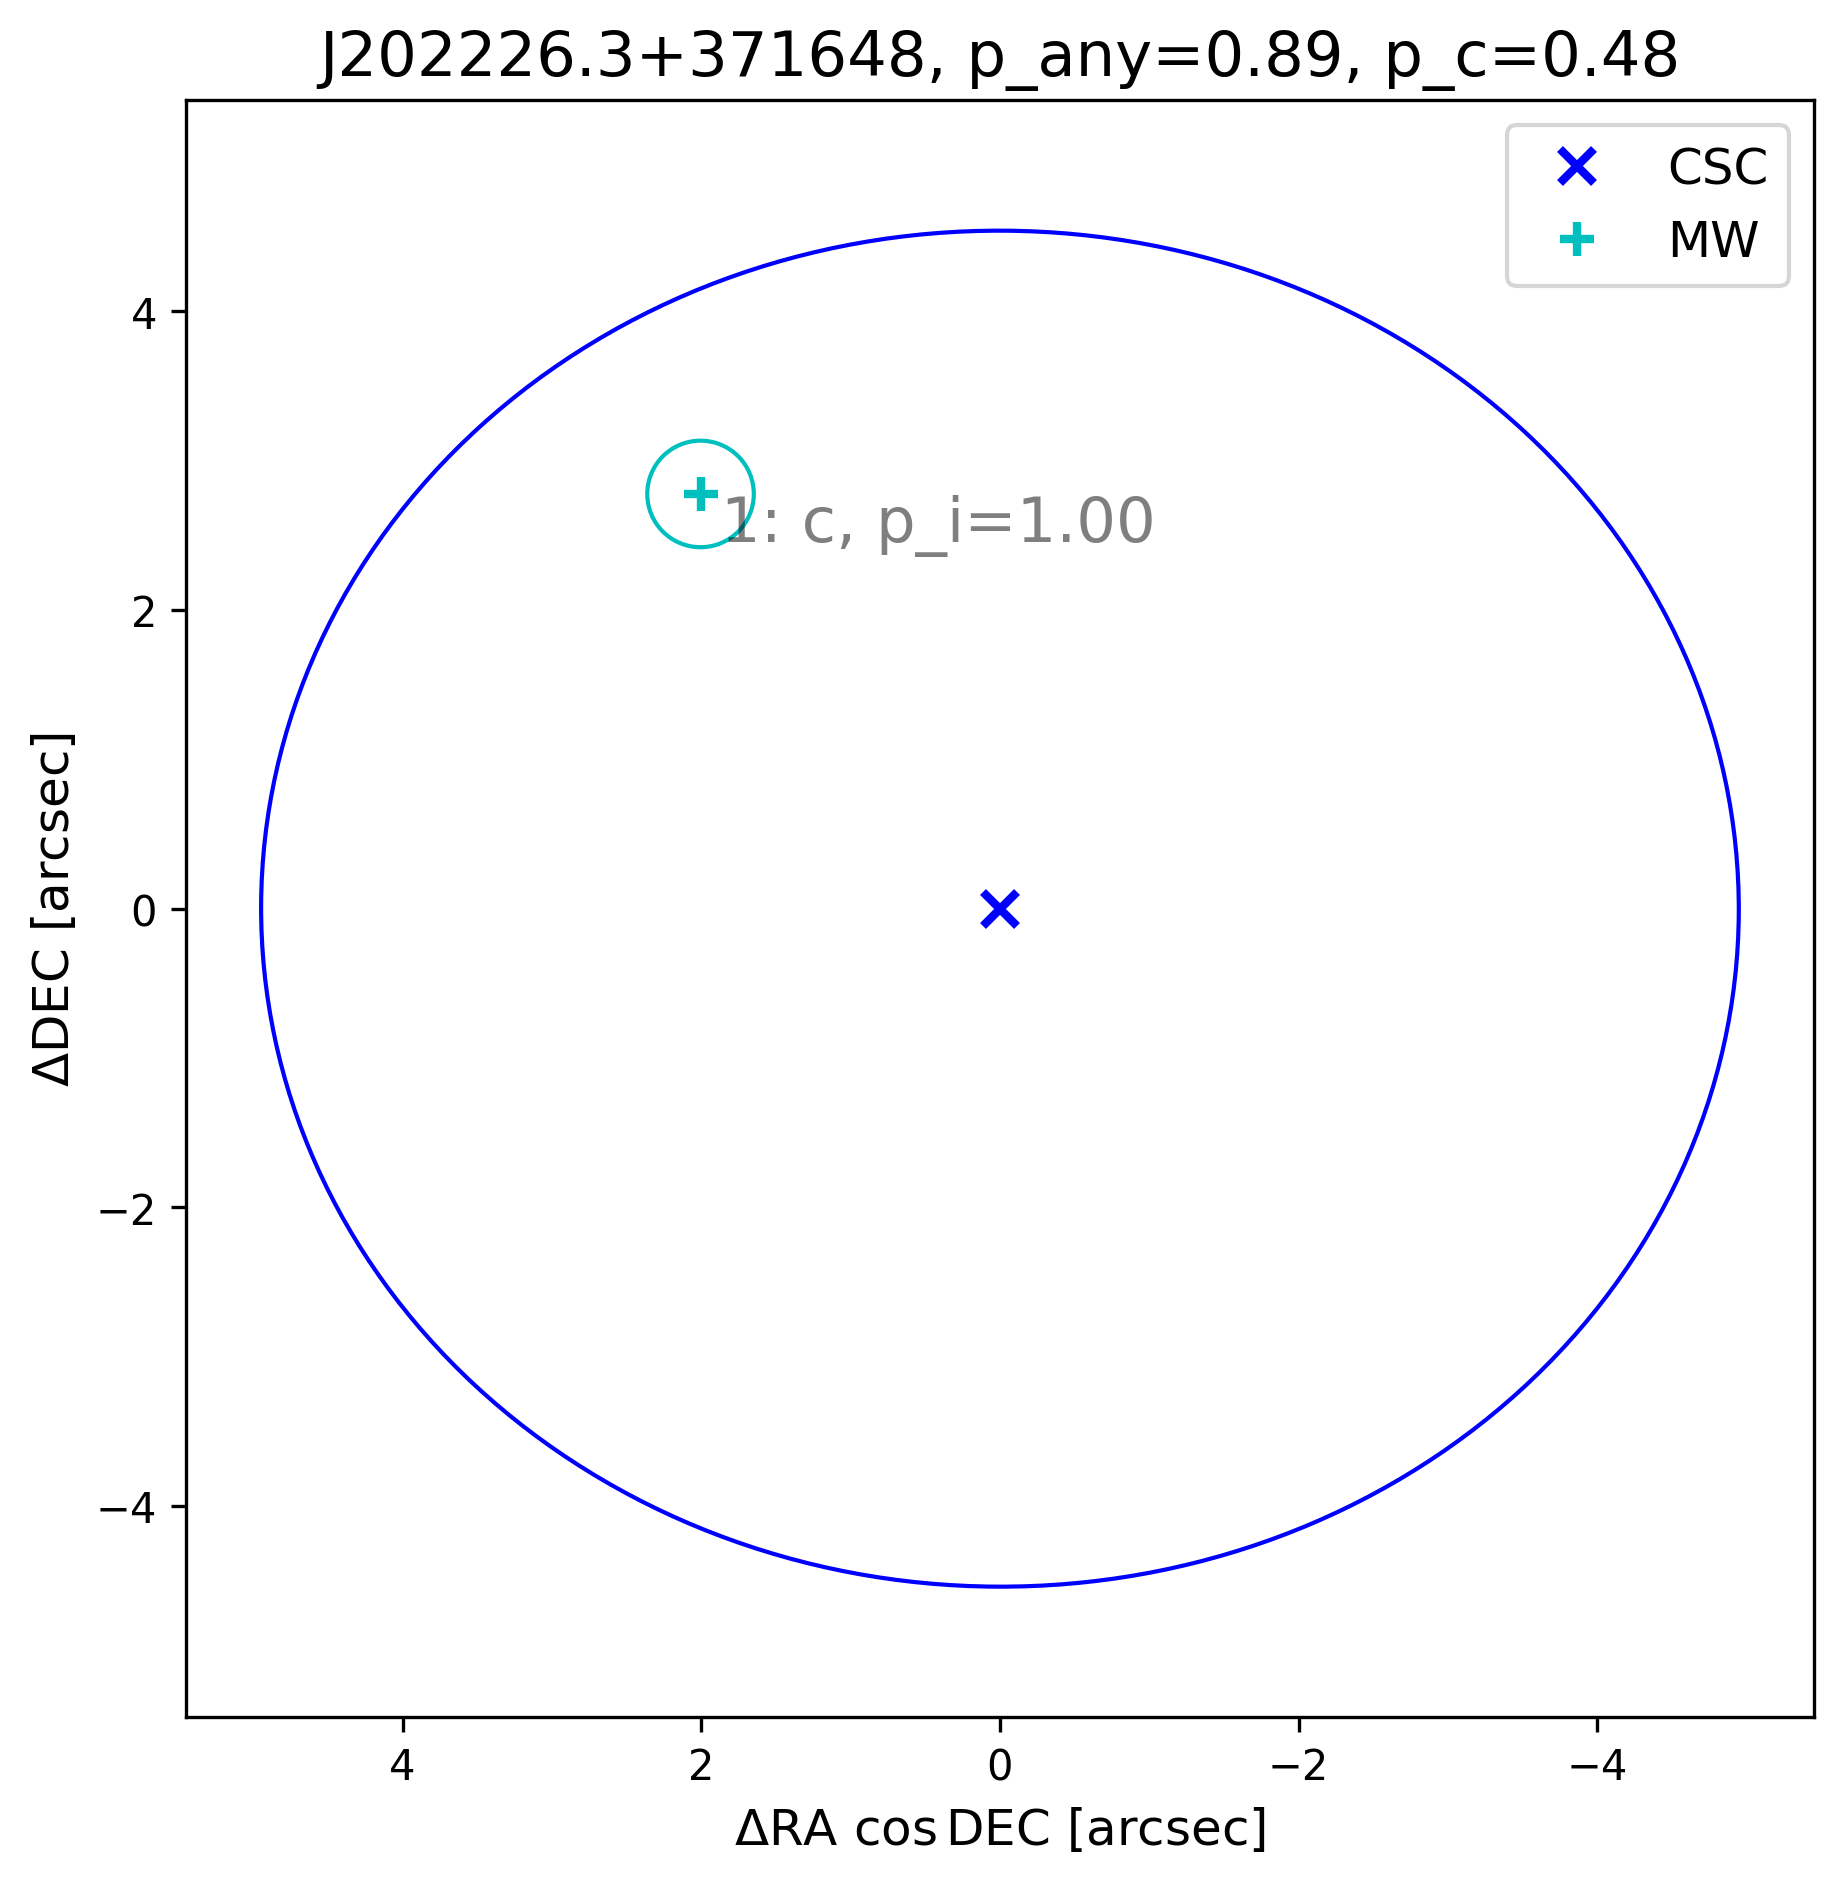 J202226.3+371648, p_any=0.89, p_c=0.48
CSC
MW
1: c, p_i=1.00
4
2
0
−2
−4
ΔDEC [arcsec]
4 2 0 −2 −4
ΔRA cos DEC [arcsec]